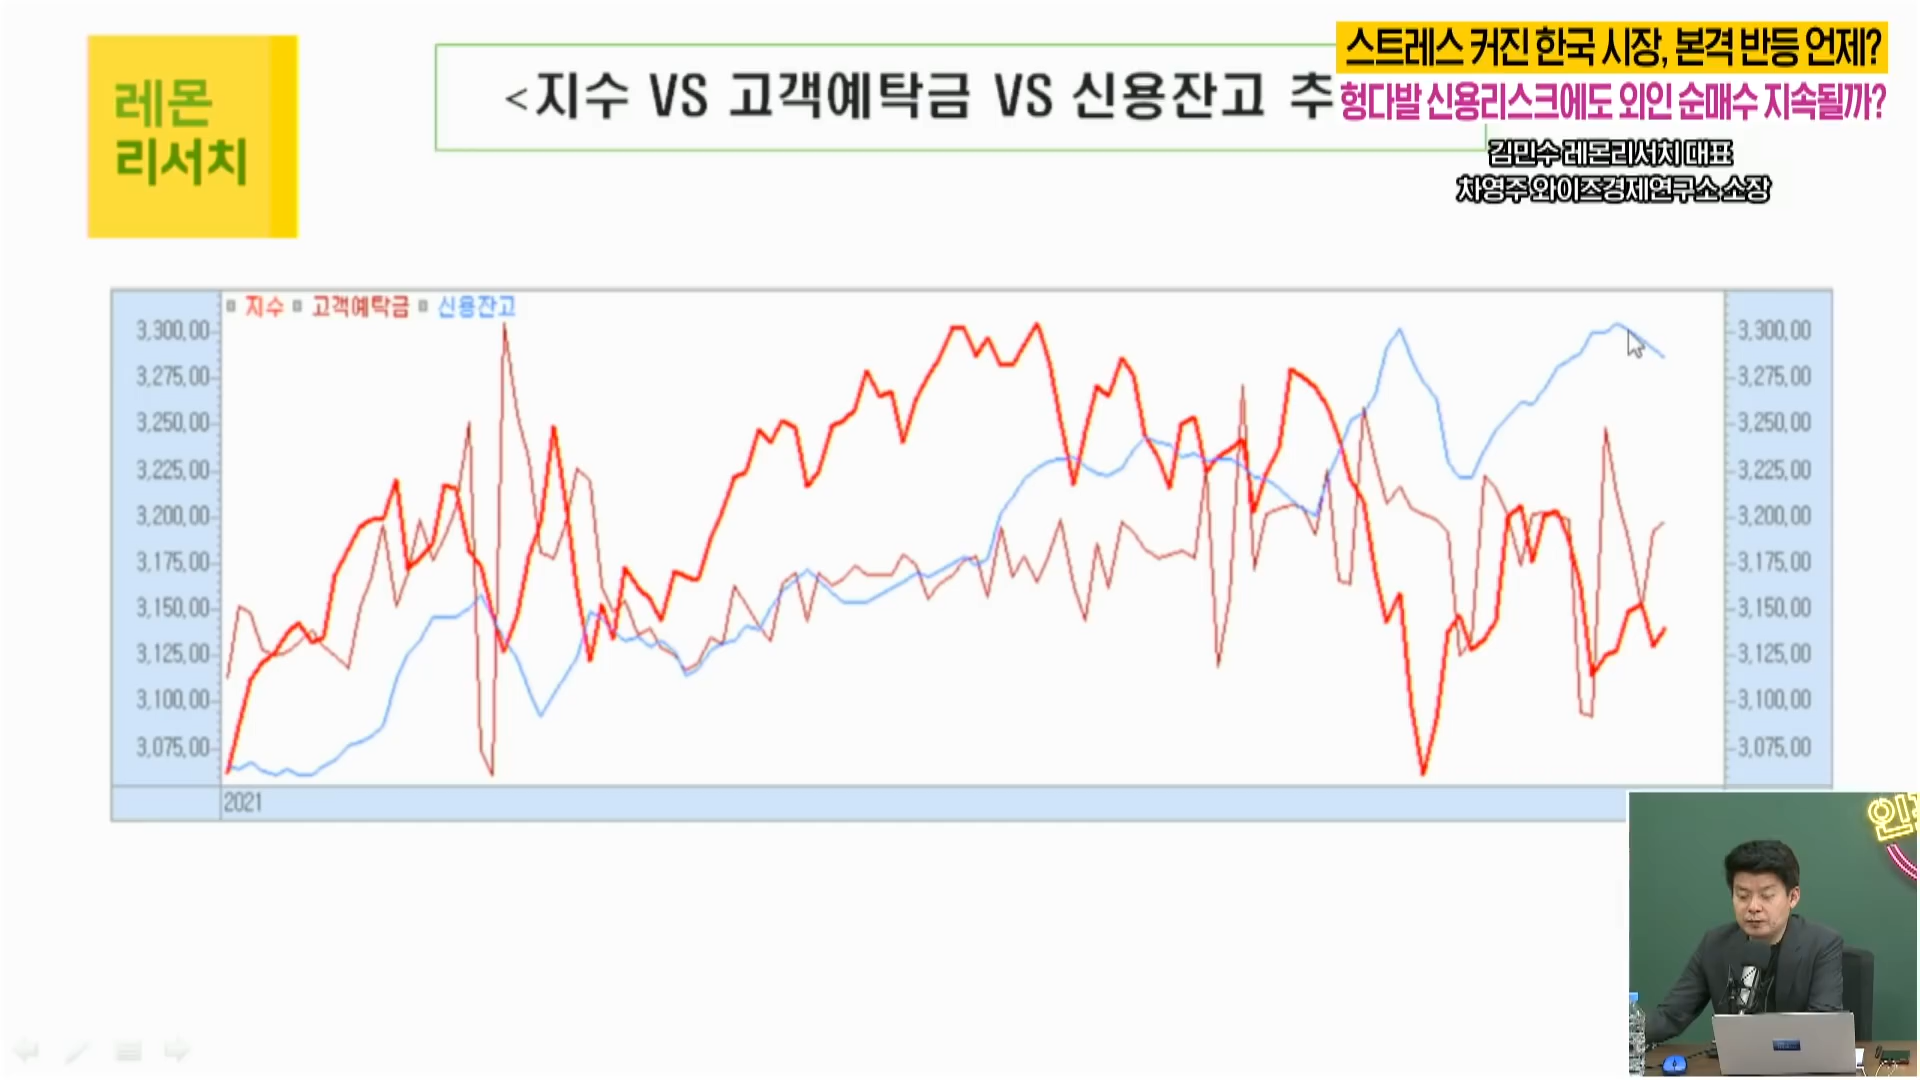 레몬
리서치
<지수 VS 고객예탁금 VS 신용잔고 추
스트레스 커진 한국 시장, 본격 반등 언제?
헝다발 신용리스크에도 외인 순매수 지속될까?
김민수 레몬리서치 대표
차영주 와이즈경제연구소 소장
지수 고객예탁금 신용잔고
3,300.00 3,300.00
3,275.00 3,275.00
3,250.00 3,250.00
3,225.00 3,225.00
3,200.00 3,200.00
3,175.00 3,175.00
3,150.00 3,150.00
3,125.00 3,125.00
3,100.00 3,100.00
3,075.00 3,075.00
2021